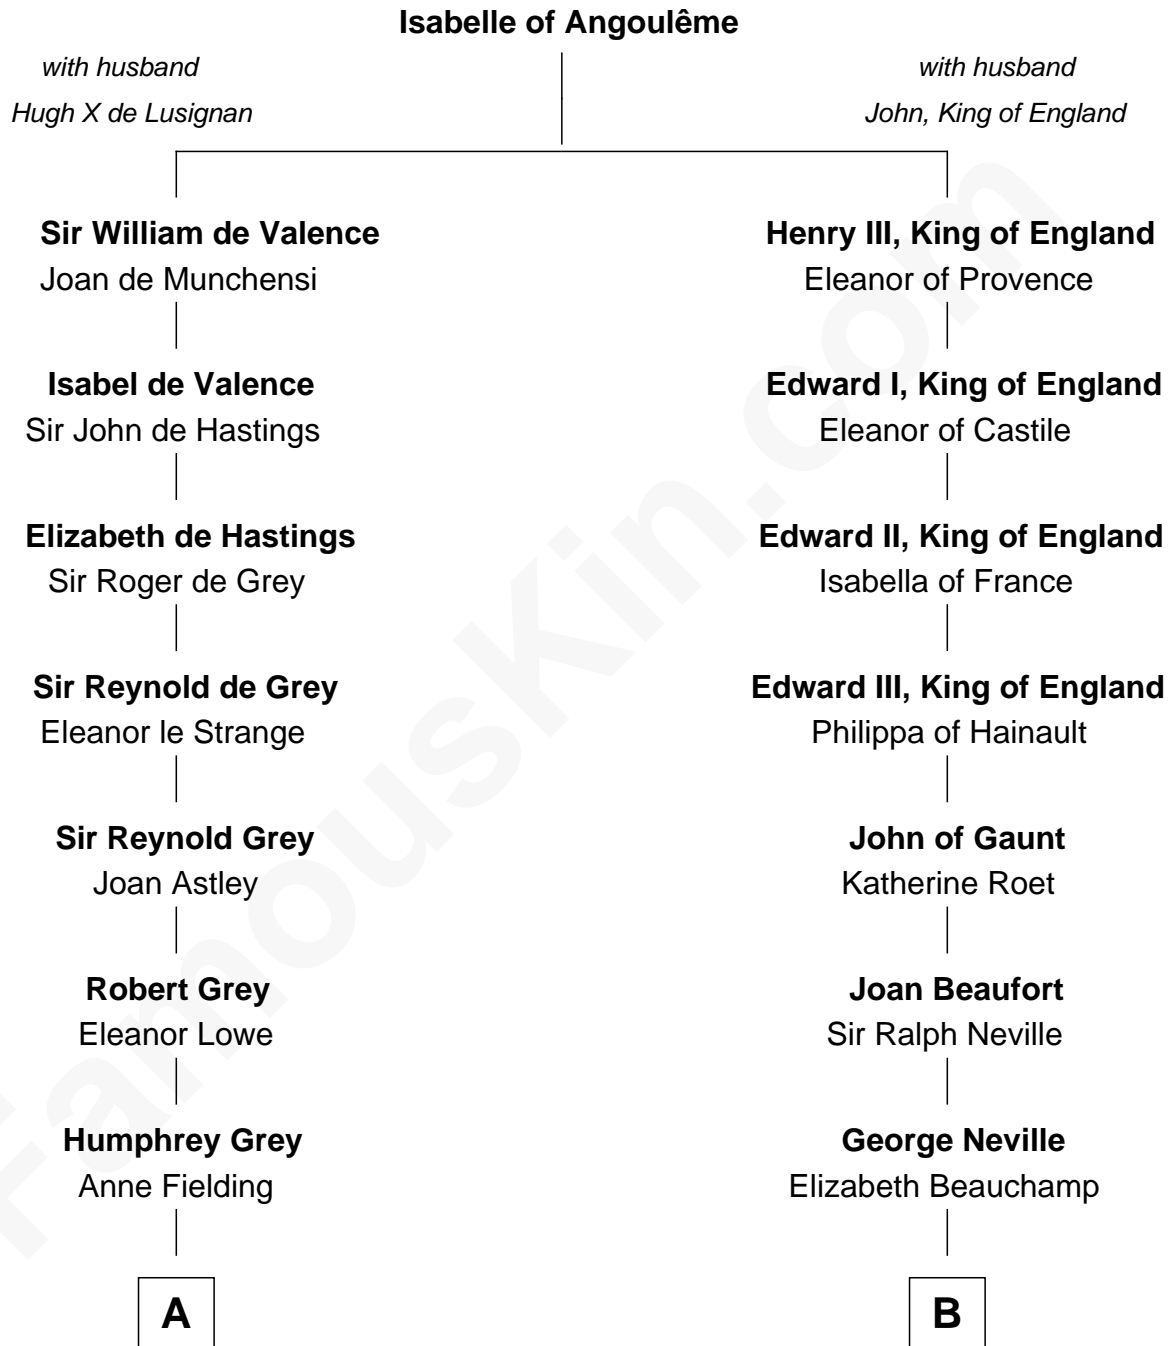 Isabelle of Angoulême
with husband
Hugh X de Lusignan
with husband
John, King of England
Sir William de Valence
Joan de Munchensi
Henry III, King of England
Eleanor of Provence
Isabel de Valence
Sir John de Hastings
Edward I, King of England
Eleanor of Castile
Elizabeth de Hastings
Sir Roger de Grey
Edward II, King of England
Isabella of France
Sir Reynold de Grey
Eleanor le Strange
Edward III, King of England
Philippa of Hainault
Sir Reynold Grey
Joan Astley
John of Gaunt
Katherine Roet
Robert Grey
Eleanor Lowe
Joan Beaufort
Sir Ralph Neville
Humphrey Grey
Anne Fielding
George Neville
Elizabeth Beauchamp
A
B
FamousKin.com